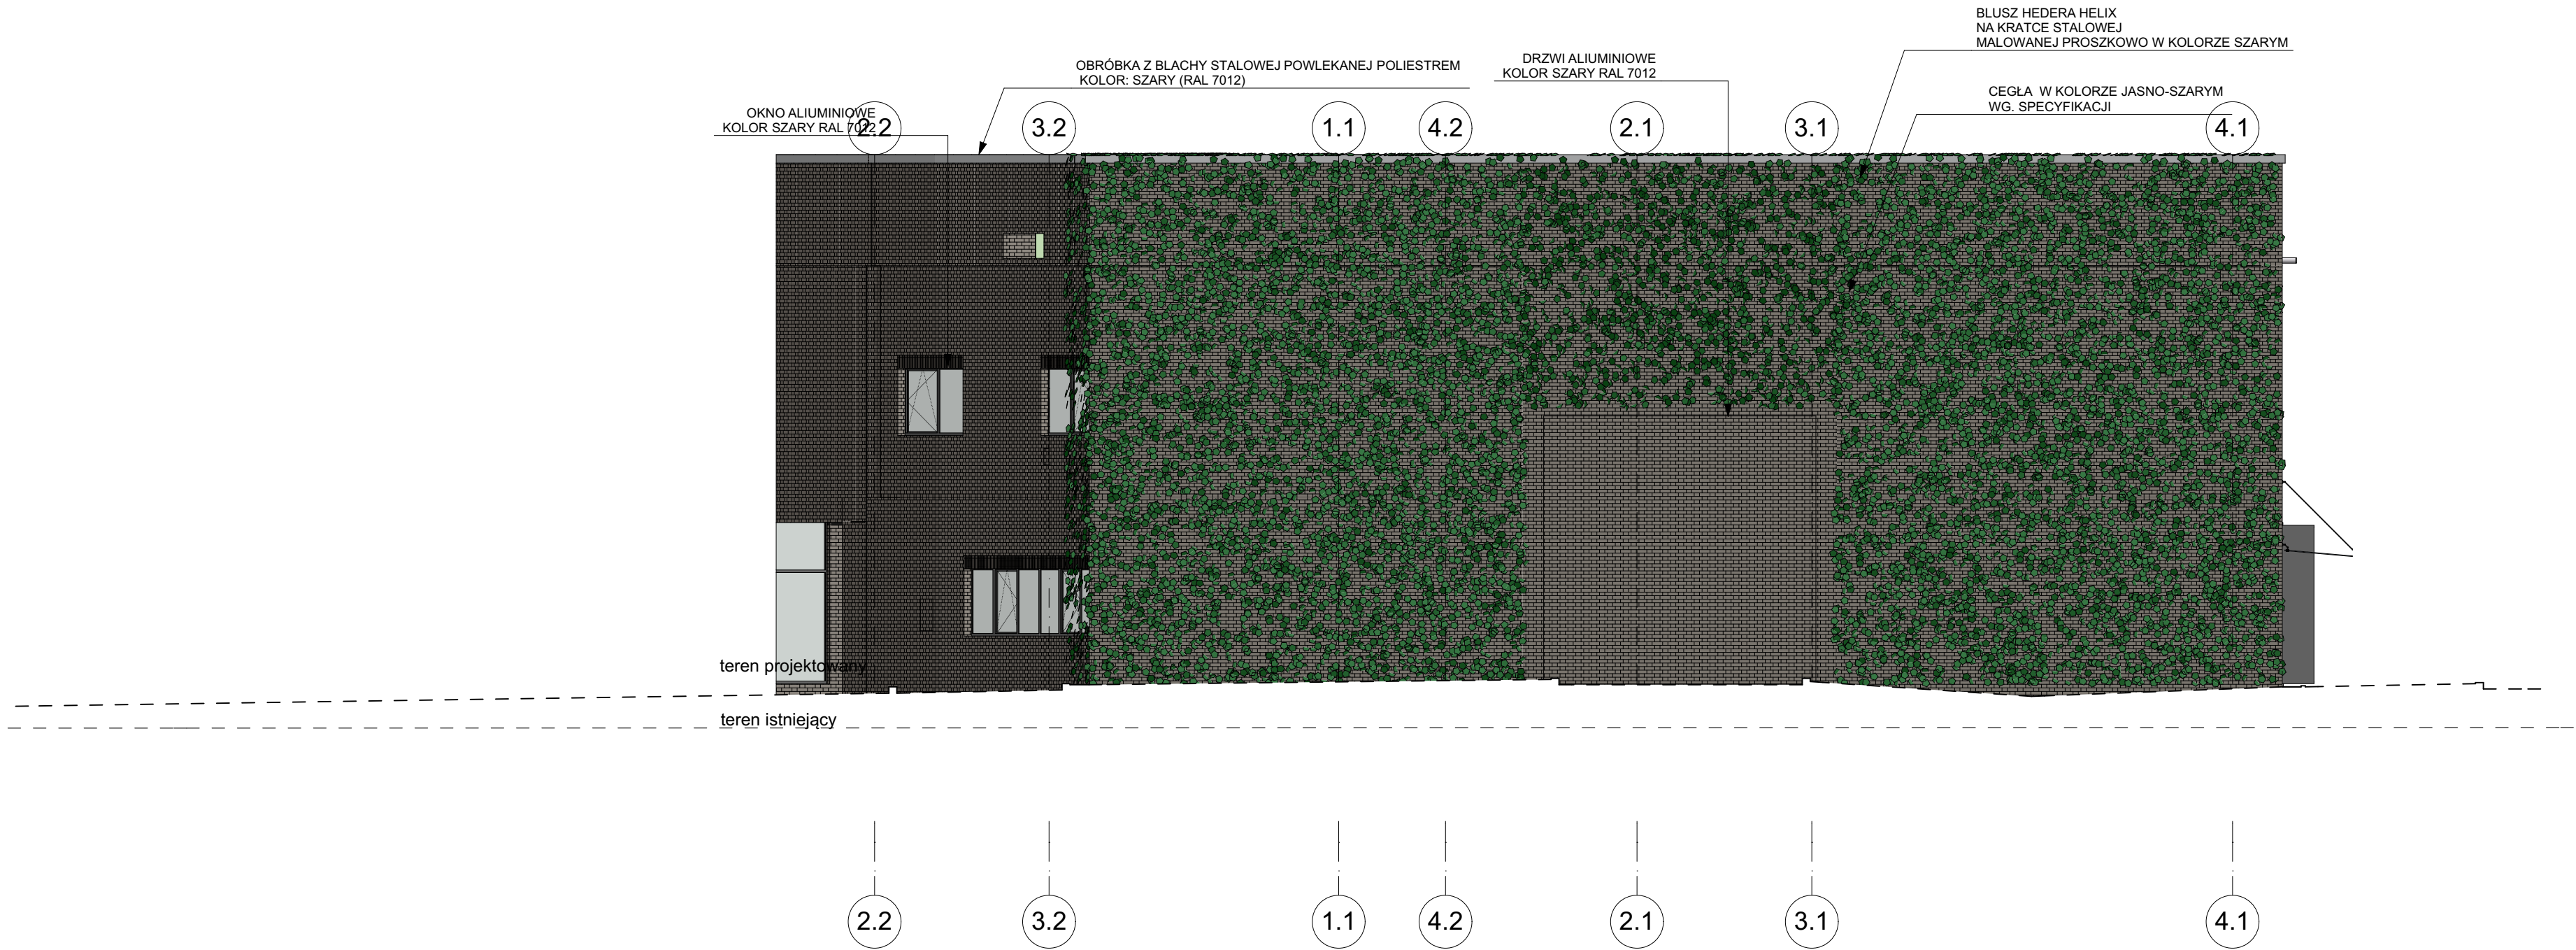 BLUSZ HEDERA HELIX
NA KRATCE STALOWEJ
MALOWANEJ PROSZKOWO W KOLORZE SZARYM
OBRÓBKA Z BLACHY STALOWEJ POWLEKANEJ POLIESTREM
KOLOR: SZARY (RAL 7012)
DRZWI ALIUMINIOWE
KOLOR SZARY RAL 7012
CEGŁA W KOLORZE JASNO-SZARYM
WG. SPECYFIKACJI
OKNO ALIUMINIOWE
KOLOR SZARY RAL 7012
2.2 3.2 1.1 4.2 2.1 3.1 4.1
teren projektowany
teren istniejący
2.2 3.2 1.1 4.2 2.1 3.1 4.1